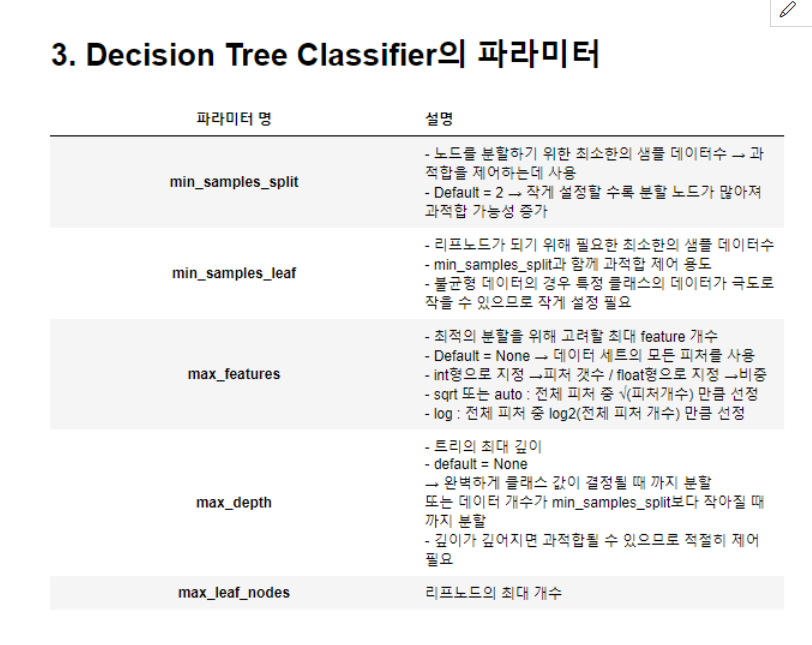 3. Decision Tree Classifier의 파라미터
파라미터 명
설명
min_samples_split
- 노드를 분할하기 위한 최소한의 샘플 데이터수 → 과
적합을 제어하는데 사용
- Default = 2 → 작게 설정할 수록 분할 노드가 많아져
과적합 가능성 증가
min_samples_leaf
- 리프노드가 되기 위해 필요한 최소한의 샘플 데이터수
- min_samples_split과 함께 과적합 제어 용도
- 불균형 데이터의 경우 특정 클래스의 데이터가 극도로
작을 수 있으므로 작게 설정 필요
max_features
- 최적의 분할을 위해 고려할 최대 feature 개수
- Default = None → 데이터 세트의 모든 피처를 사용
- int형으로 지정 →피처 갯수 / float형으로 지정 →비중
- sqrt 또는 auto : 전체 피처 중 √(피처개수) 만큼 선정
- log : 전체 피처 중 log2(전체 피처 개수) 만큼 선정
max_depth
- 트리의 최대 깊이
- default = None
→ 완벽하게 클래스 값이 결정될 때 까지 분할
또는 데이터 개수가 min_samples_split보다 작아질 때
까지 분할
- 깊이가 깊어지면 과적합될 수 있으므로 적절히 제어
필요
max_leaf_nodes
리프노드의 최대 개수